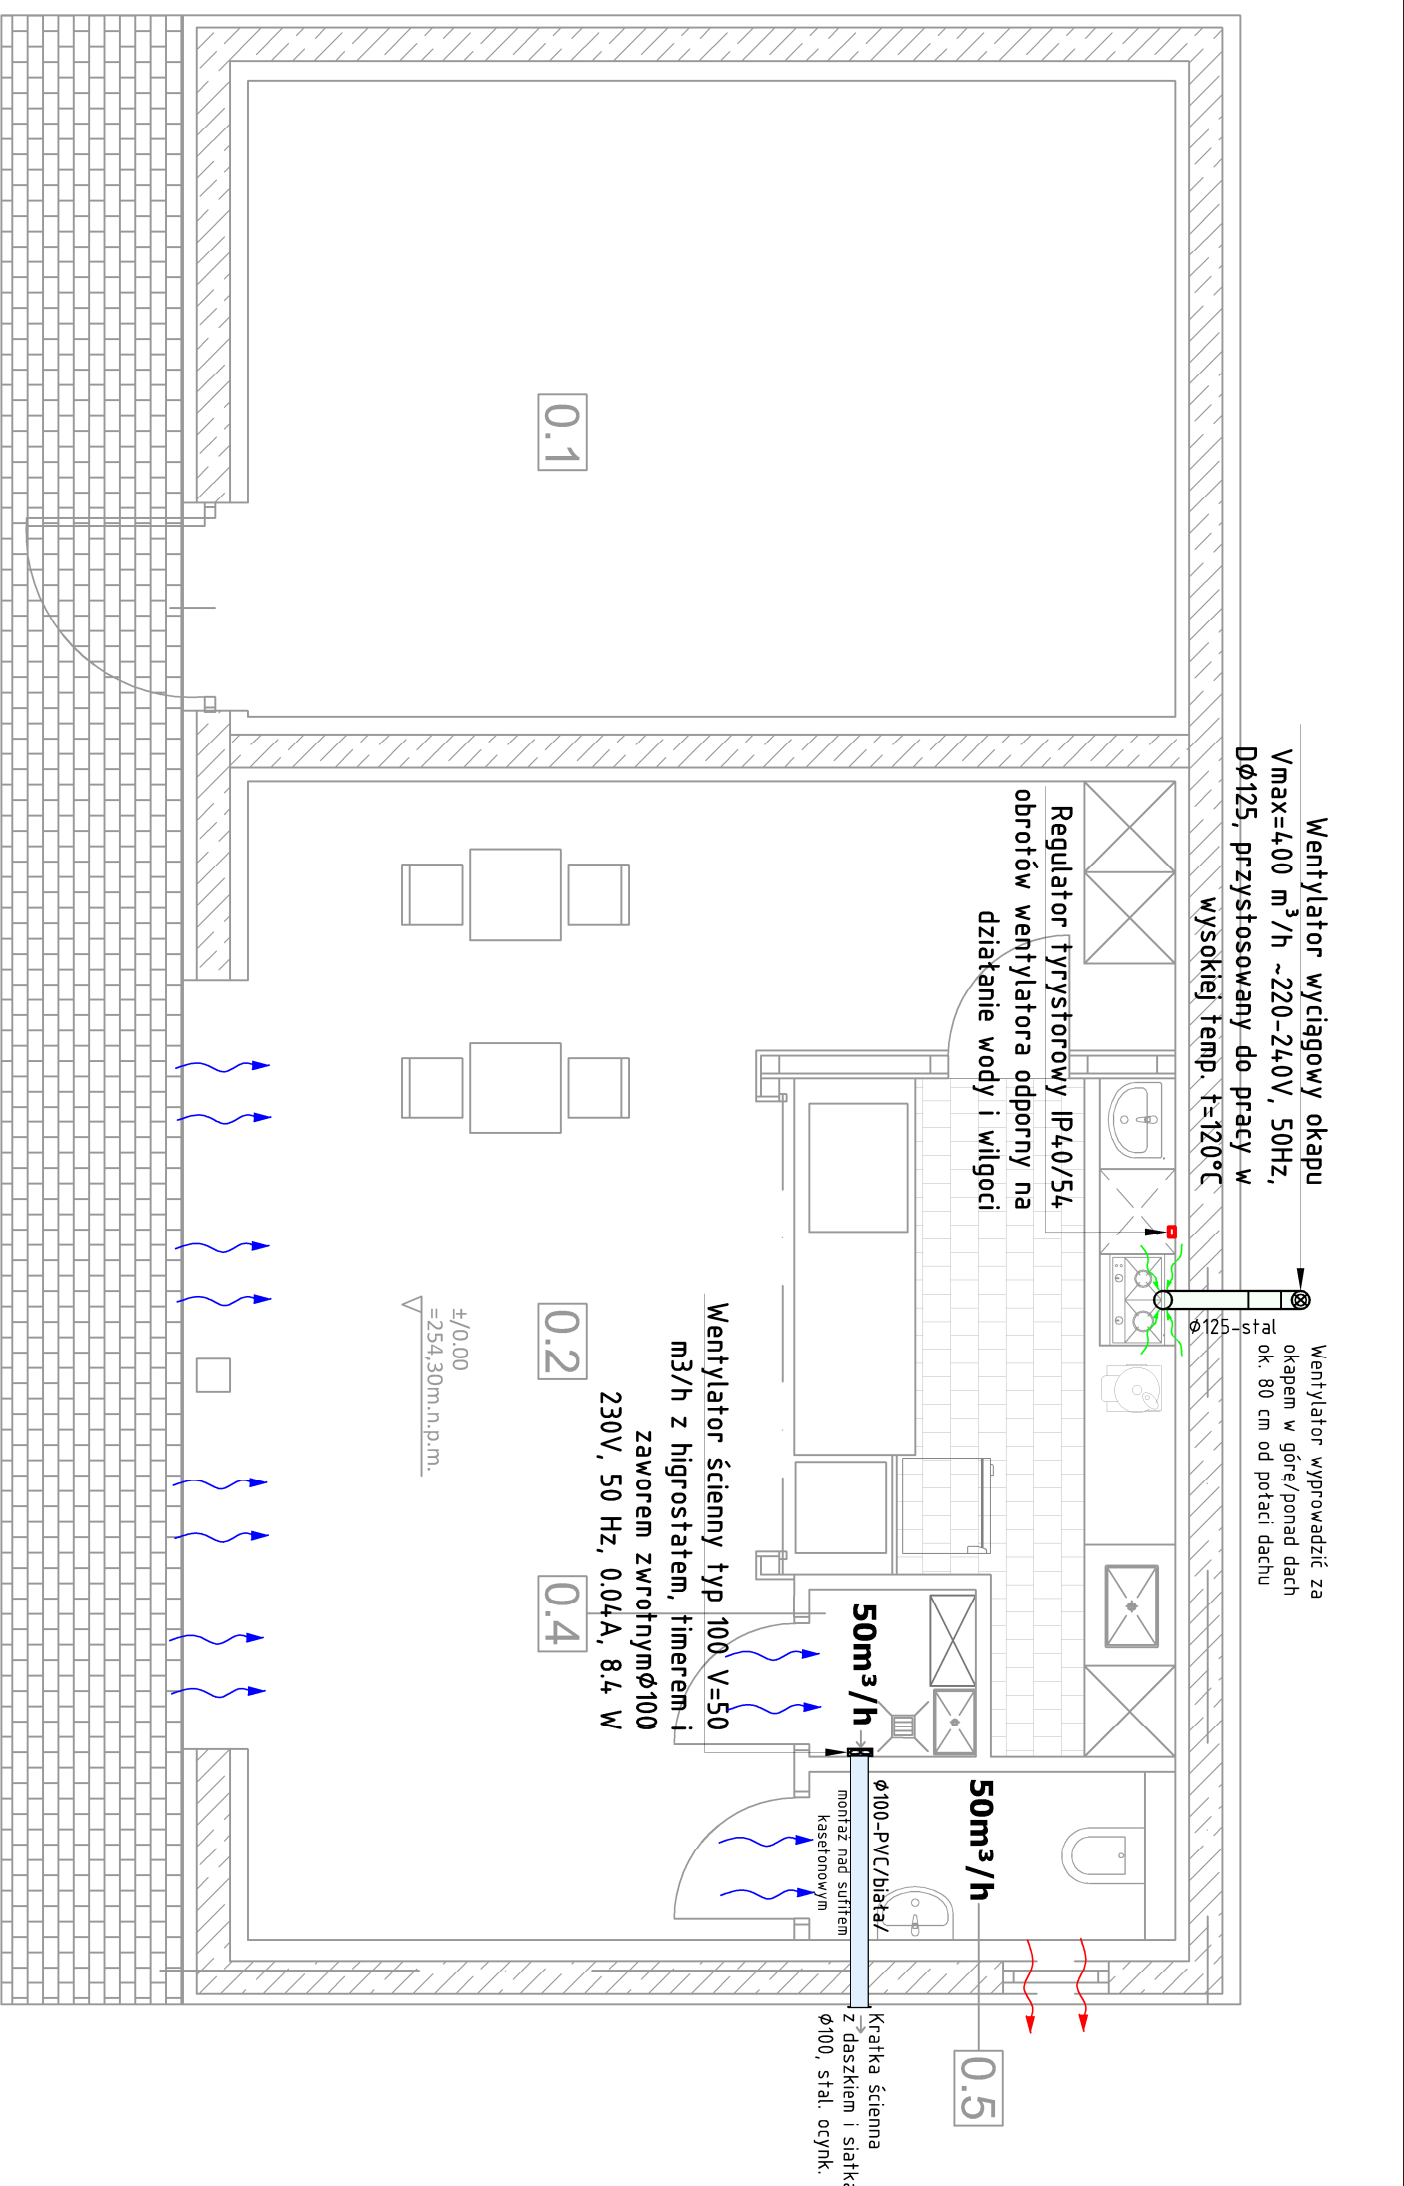 Wentylator wyciągowy okapu
Vmax=400 m³/h ~220-240V, 50Hz,
Dø125, przystosowany do pracy w
wysokiej temp. t=120°C
Regulator tyrystorowy IP40/54
obrotów wentylatora odporny na
działanie wody i wilgoci
ø125-stal
Wentylator wyprowadzić za
okapem w górę/ponad dach
ok. 80 cm od połaci dachu
0.1
0.2
±/0.00
=254,30m.n.p.m.
Wentylator ścienny typ 100 V=50
m3/h z higrostatem, timerem i
zaworem zwrotnymø100
230V, 50 Hz, 0.04A, 8.4 W
0.4
50m³/h
50m³/h
ø100-PVC/biała/
montaż nad sufitem
kasetonowym
0.5
Kratka ścienna
z daszkiem i siatką
ø100, stal. ocynk.